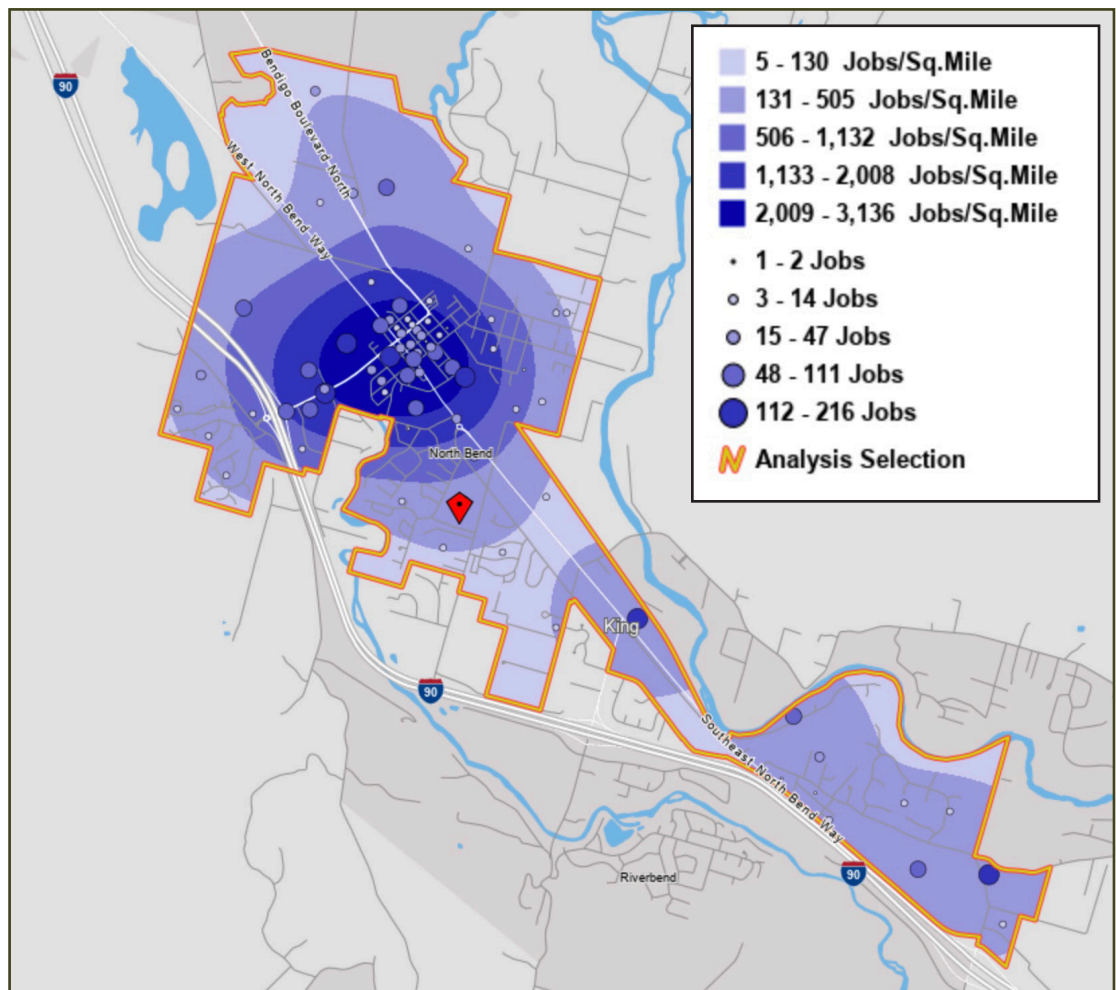 5 - 130 Jobs/Sq.Mile
131 - 505 Jobs/Sq.Mile
506 - 1,132 Jobs/Sq.Mile
1,133 - 2,008 Jobs/Sq.Mile
2,009 - 3,136 Jobs/Sq.Mile
1 - 2 Jobs
3 - 14 Jobs
15 - 47 Jobs
48 - 111 Jobs
112 - 216 Jobs
Analysis Selection
90
Bendigo Boulevard North
West North Bend Way
North Bend
King
90
Southeast North Bend Way
90
Riverbend